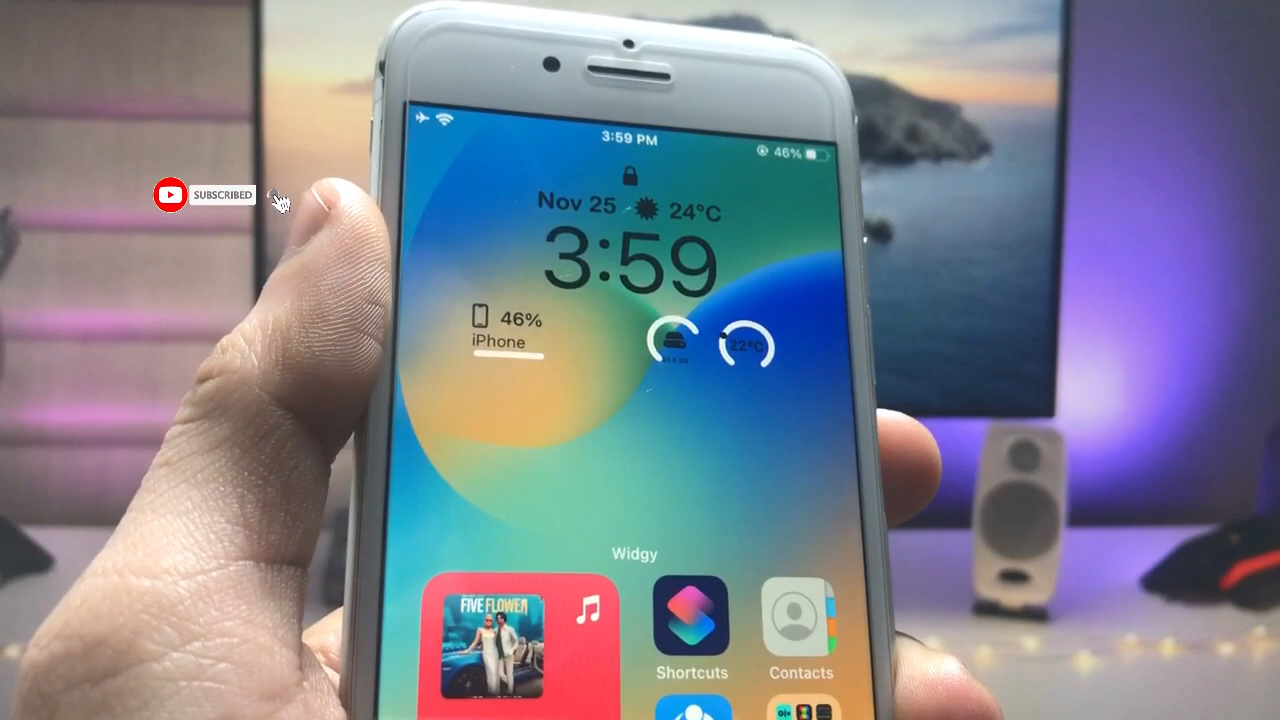 3:59 PM
46%
SUBSCRIBED
Nov 25 24°C
3:59
46%
iPhone
22°C
Widgy
FIVE FLOWER
Shortcuts
Contacts